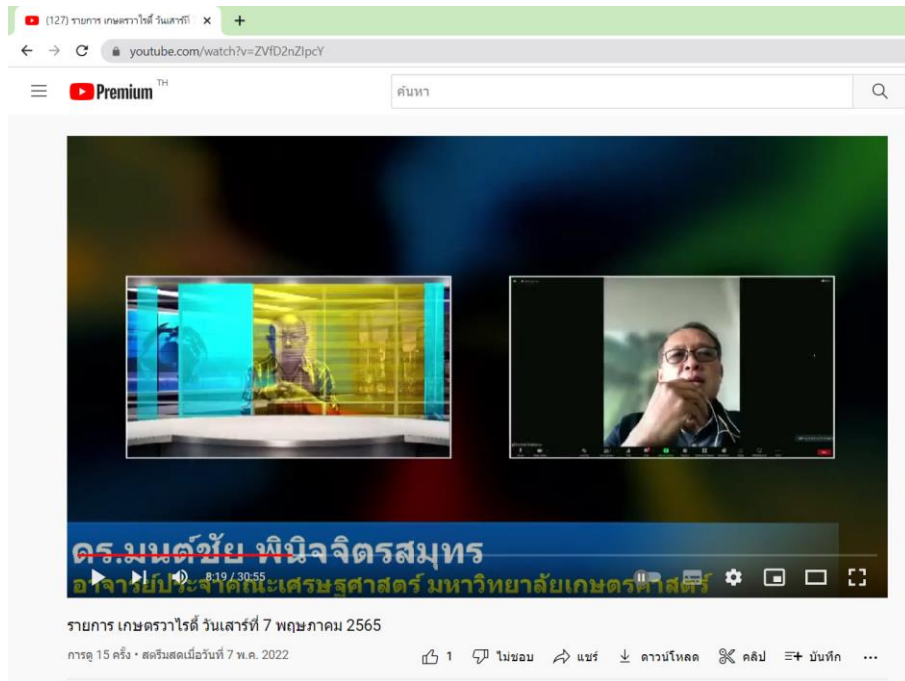 (127) รายการ เกษตรวาไรตี้ วันเสาร์ที่
youtube.com/watch?v=ZVfD2nZIpcY
Premium TH
ค้นหา
ดร.มนต์ชัย พินิจจิตรสมุทร
อาจารย์ประจำคณะเศรษฐศาสตร์ มหาวิทยาลัยเกษตรศาสตร์
8:19 / 30:55
รายการ เกษตรวาไรตี้ วันเสาร์ที่ 7 พฤษภาคม 2565
การดู 15 ครั้ง • สตรีมสดเมื่อวันที่ 7 พ.ค. 2022
1 ไม่ชอบ แชร์ ดาวน์โหลด คลิป บันทึก